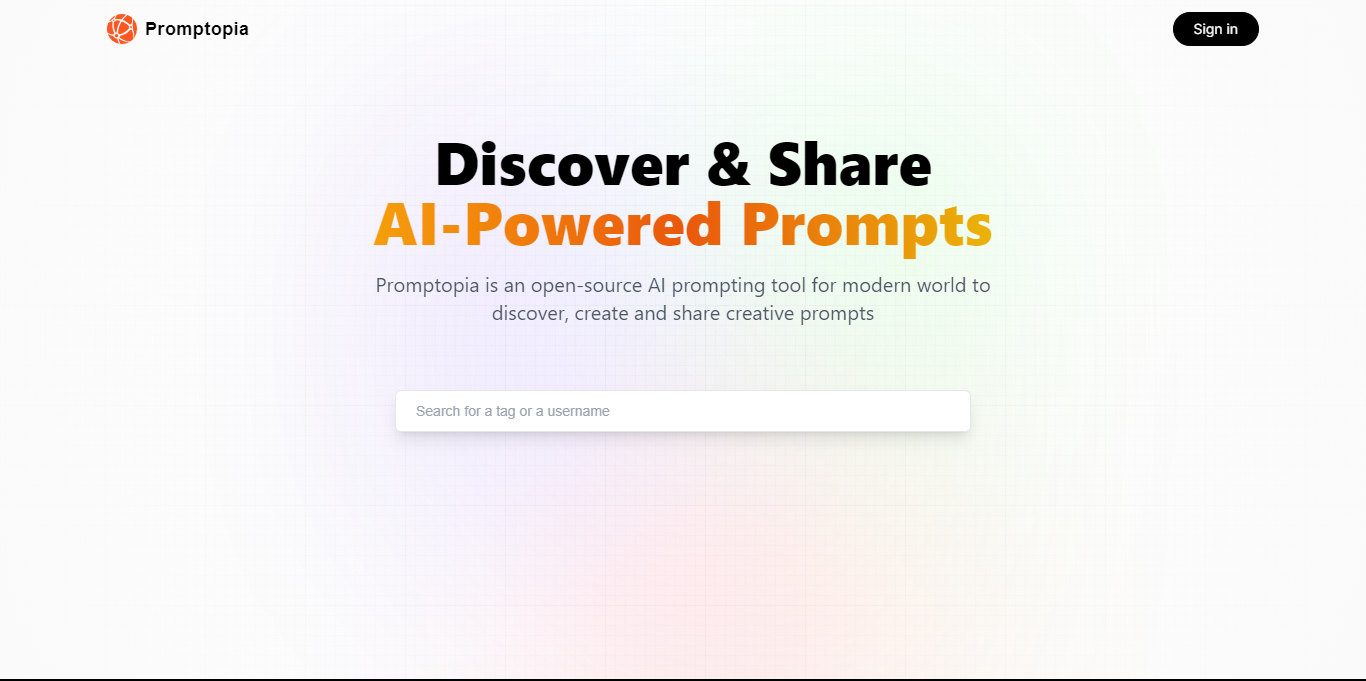 Promptopia
Sign in
Discover & Share
AI-Powered Prompts
Promptopia is an open-source AI prompting tool for modern world to
discover, create and share creative prompts
Search for a tag or a username